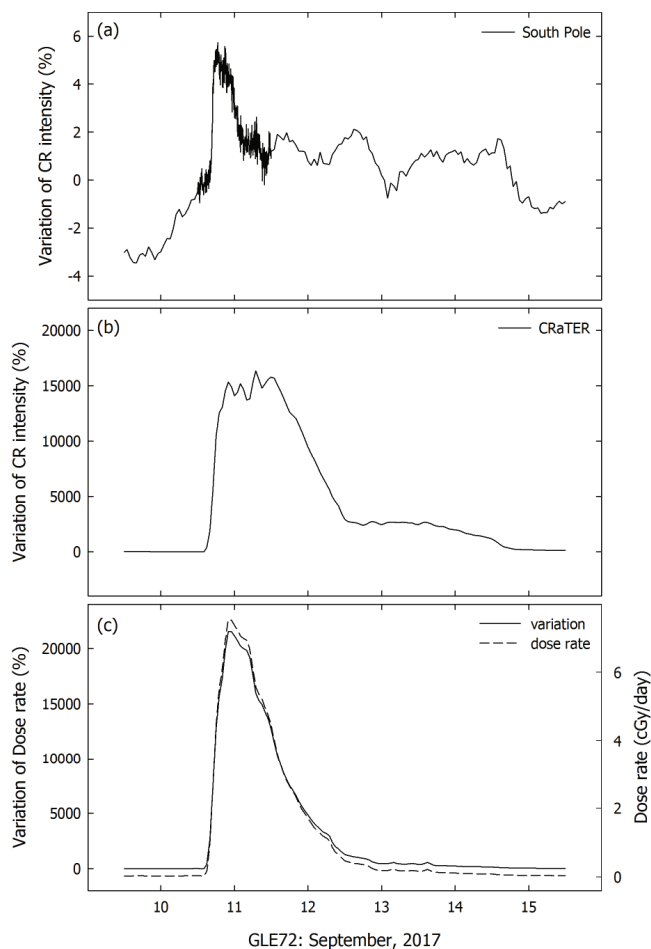 (a)
South Pole
Variation of CR intensity (%)
6
4
2
0
-2
-4
(b)
CRaTER
Variation of CR intensity (%)
20000
15000
10000
5000
0
(c)
variation
dose rate
Variation of Dose rate (%)
20000
15000
10000
5000
0
6
4
2
0
Dose rate (cGy/day)
10 11 12 13 14 15
GLE72: September, 2017